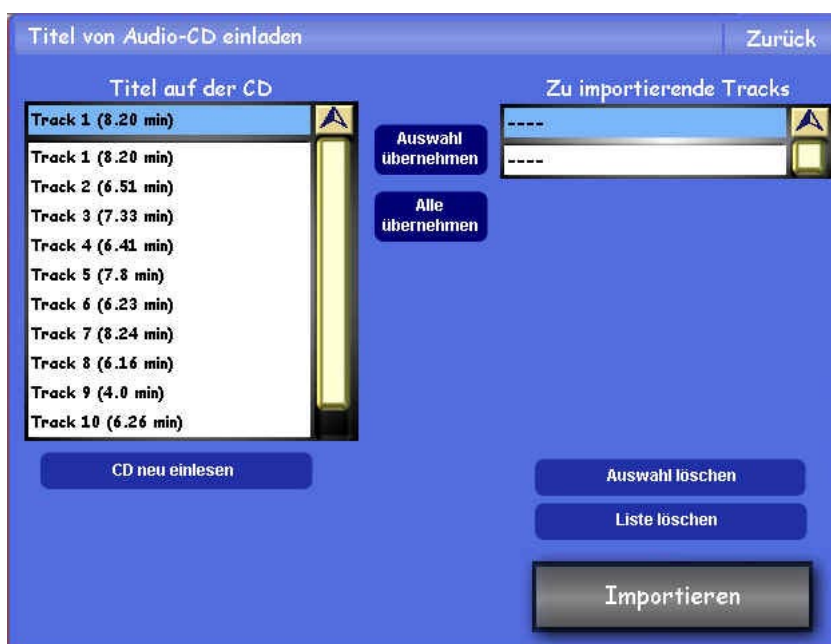 Titel von Audio-CD einladen
Zurück
Titel auf der CD
Track 1 (8.20 min)
Track 1 (8.20 min)
Track 2 (6.51 min)
Track 3 (7.33 min)
Track 4 (6.41 min)
Track 5 (7.8 min)
Track 6 (6.23 min)
Track 7 (8.24 min)
Track 8 (6.16 min)
Track 9 (4.0 min)
Track 10 (6.26 min)
CD neu einlesen
Auswahl
übernehmen
Alle
übernehmen
Zu importierende Tracks
----
----
Auswahl löschen
Liste löschen
Importieren